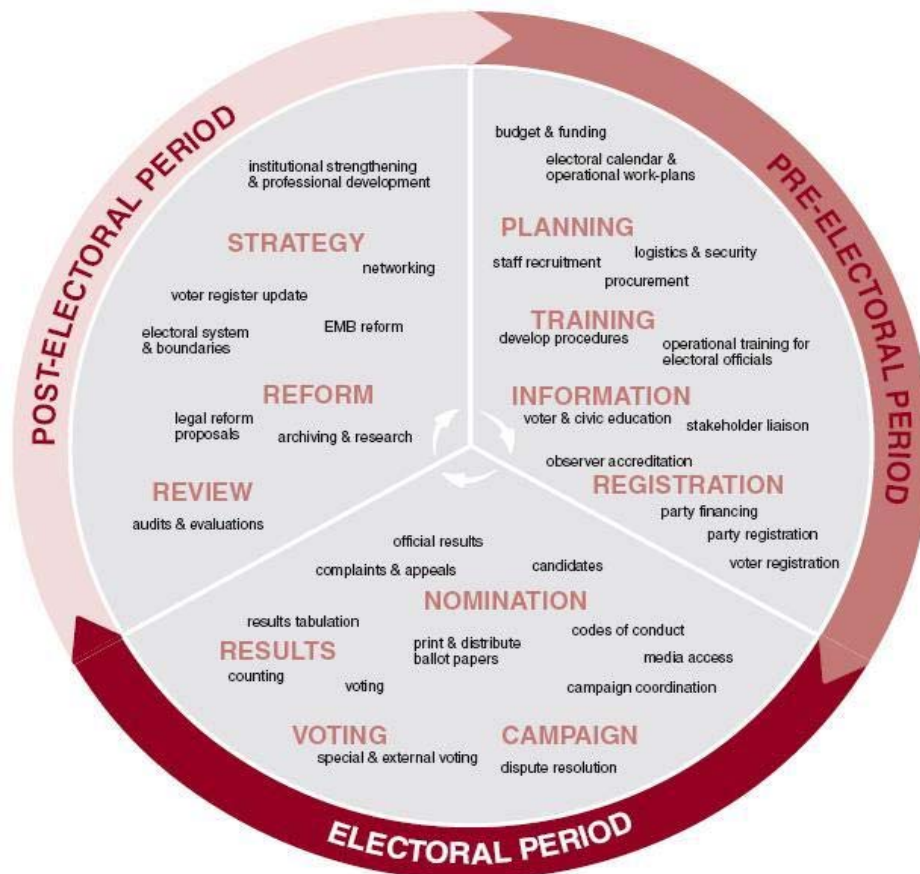 POST-ELECTORAL PERIOD
institutional strengthening
& professional development
STRATEGY
networking
voter register update
electoral system
& boundaries
EMB reform
REFORM
legal reform
proposals
archiving & research
REVIEW
audits & evaluations
PRE-ELECTORAL PERIOD
budget & funding
electoral calendar &
operational work-plans
PLANNING
logistics & security
staff recruitment
procurement
TRAINING
develop procedures
operational training for
electoral officials
INFORMATION
voter & civic education
stakeholder liaison
observer accreditation
REGISTRATION
party financing
party registration
voter registration
official results
complaints & appeals
candidates
NOMINATION
results tabulation
print & distribute
ballot papers
codes of conduct
RESULTS
media access
counting
voting
campaign coordination
VOTING
CAMPAIGN
special & external voting
dispute resolution
ELECTORAL PERIOD